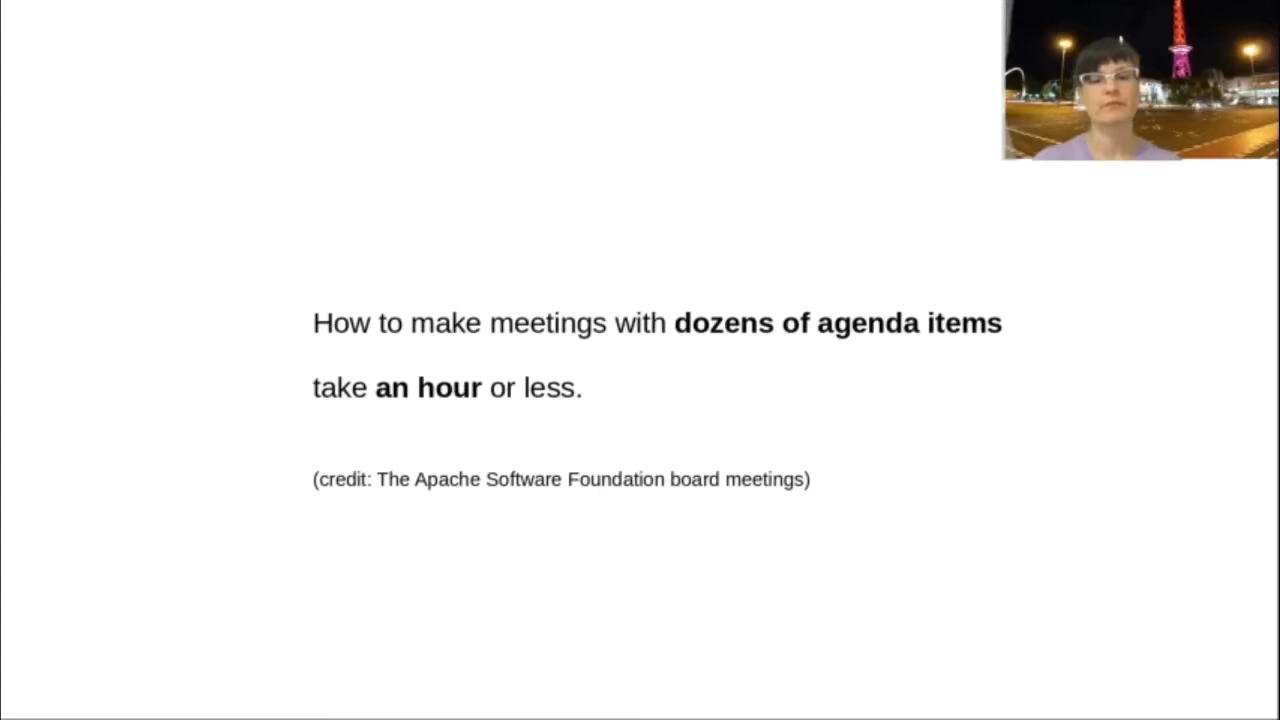 How to make meetings with dozens of agenda items
take an hour or less.
(credit: The Apache Software Foundation board meetings)